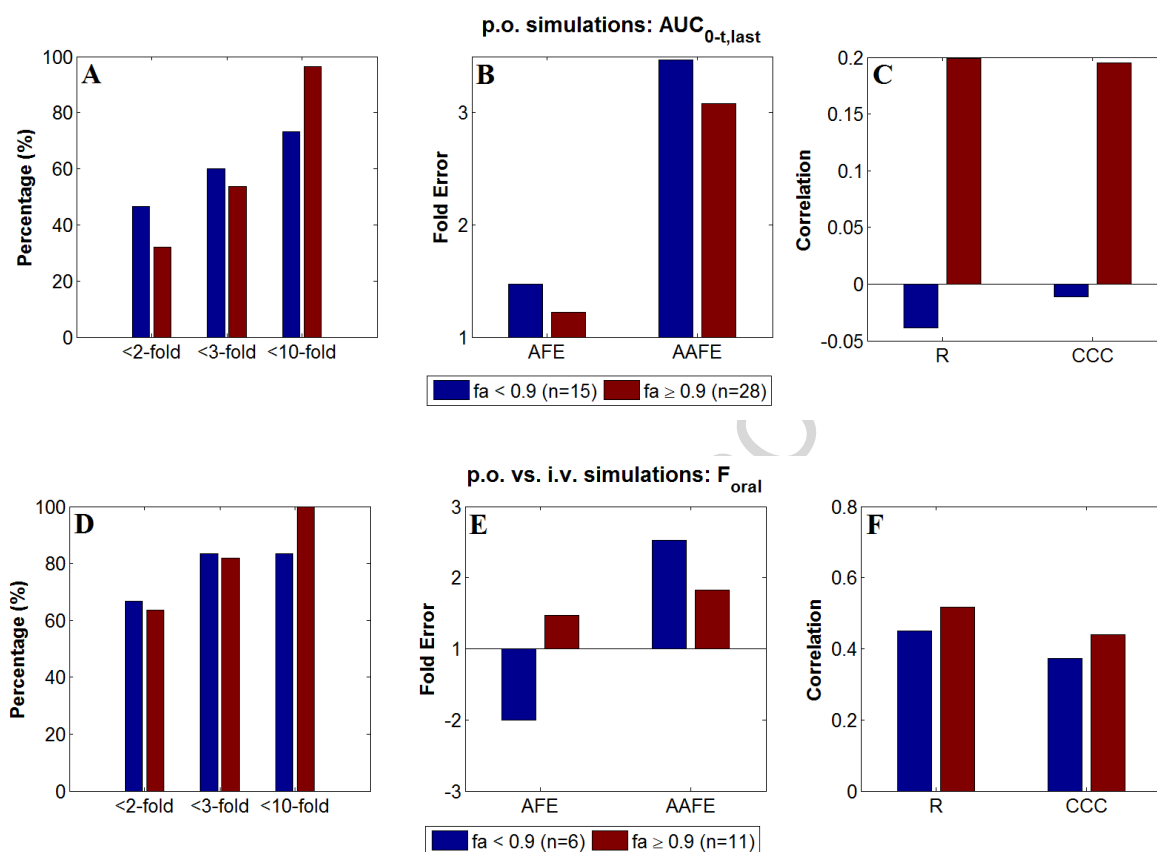 p.o. simulations: AUC0-t,last
A
Percentage (%)
100
80
60
40
20
0
<2-fold <3-fold <10-fold
B
Fold Error
3
2
1
AFE AAFE
C
Correlation
0.2
0.15
0.1
0.05
0
-0.05
R CCC
fa < 0.9 (n=15) fa ≥ 0.9 (n=28)
p.o. vs. i.v. simulations: Foral
D
Percentage (%)
100
80
60
40
20
0
<2-fold <3-fold <10-fold
E
Fold Error
3
2
1
-2
-3
AFE AAFE
F
Correlation
0.8
0.6
0.4
0.2
0
R CCC
fa < 0.9 (n=6) fa ≥ 0.9 (n=11)